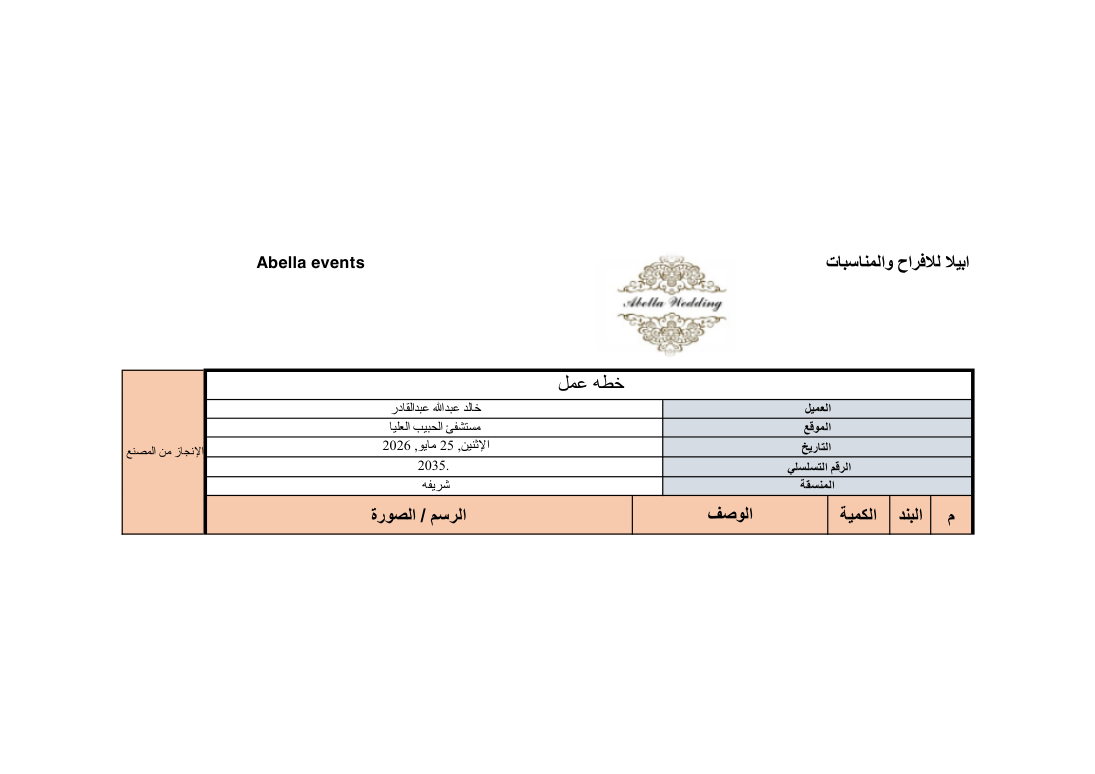 ابيلا للافراح والمناسبات
Abella events
Abella Wedding
خطه عمل
العميل خالد عبدالله عبدالقادر
الموقع مستشفئ الحبيب العليا
التاريخ الإثنين, 25 مايو, 2026
الرقم التسلسلي 2035.
المنسقة شريفه
م البند الكمية الوصف الرسم / الصورة
الإنجاز من المصنع